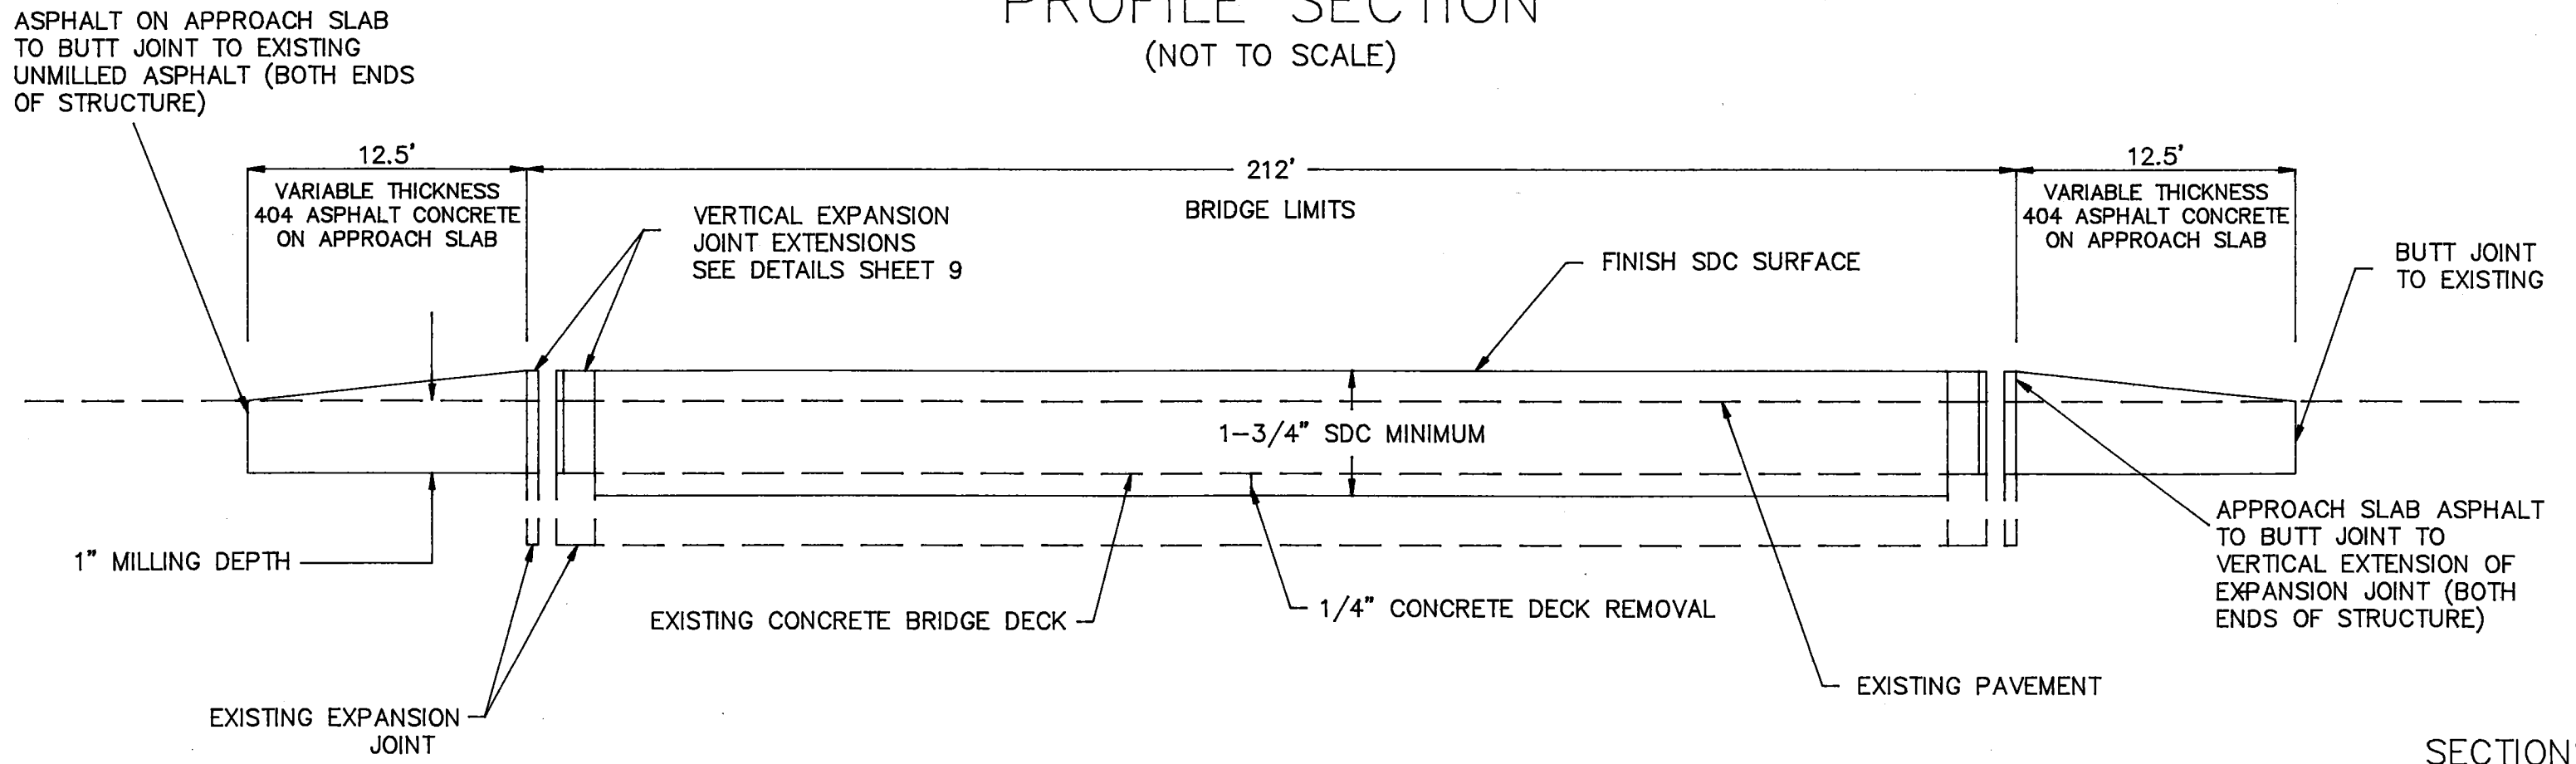 PROFILE SECTION
(NOT TO SCALE)
ASPHALT ON APPROACH SLAB
TO BUTT JOINT TO EXISTING
UNMILLED ASPHALT (BOTH ENDS
OF STRUCTURE)
12.5'
VARIABLE THICKNESS
404 ASPHALT CONCRETE
ON APPROACH SLAB
212'
BRIDGE LIMITS
12.5'
VARIABLE THICKNESS
404 ASPHALT CONCRETE
ON APPROACH SLAB
VERTICAL EXPANSION
JOINT EXTENSIONS
SEE DETAILS SHEET 9
FINISH SDC SURFACE
BUTT JOINT
TO EXISTING
1-3/4" SDC MINIMUM
1" MILLING DEPTH
EXISTING CONCRETE BRIDGE DECK
1/4" CONCRETE DECK REMOVAL
APPROACH SLAB ASPHALT
TO BUTT JOINT TO
VERTICAL EXTENSION OF
EXPANSION JOINT (BOTH
ENDS OF STRUCTURE)
EXISTING PAVEMENT
EXISTING EXPANSION
JOINT
SECTION